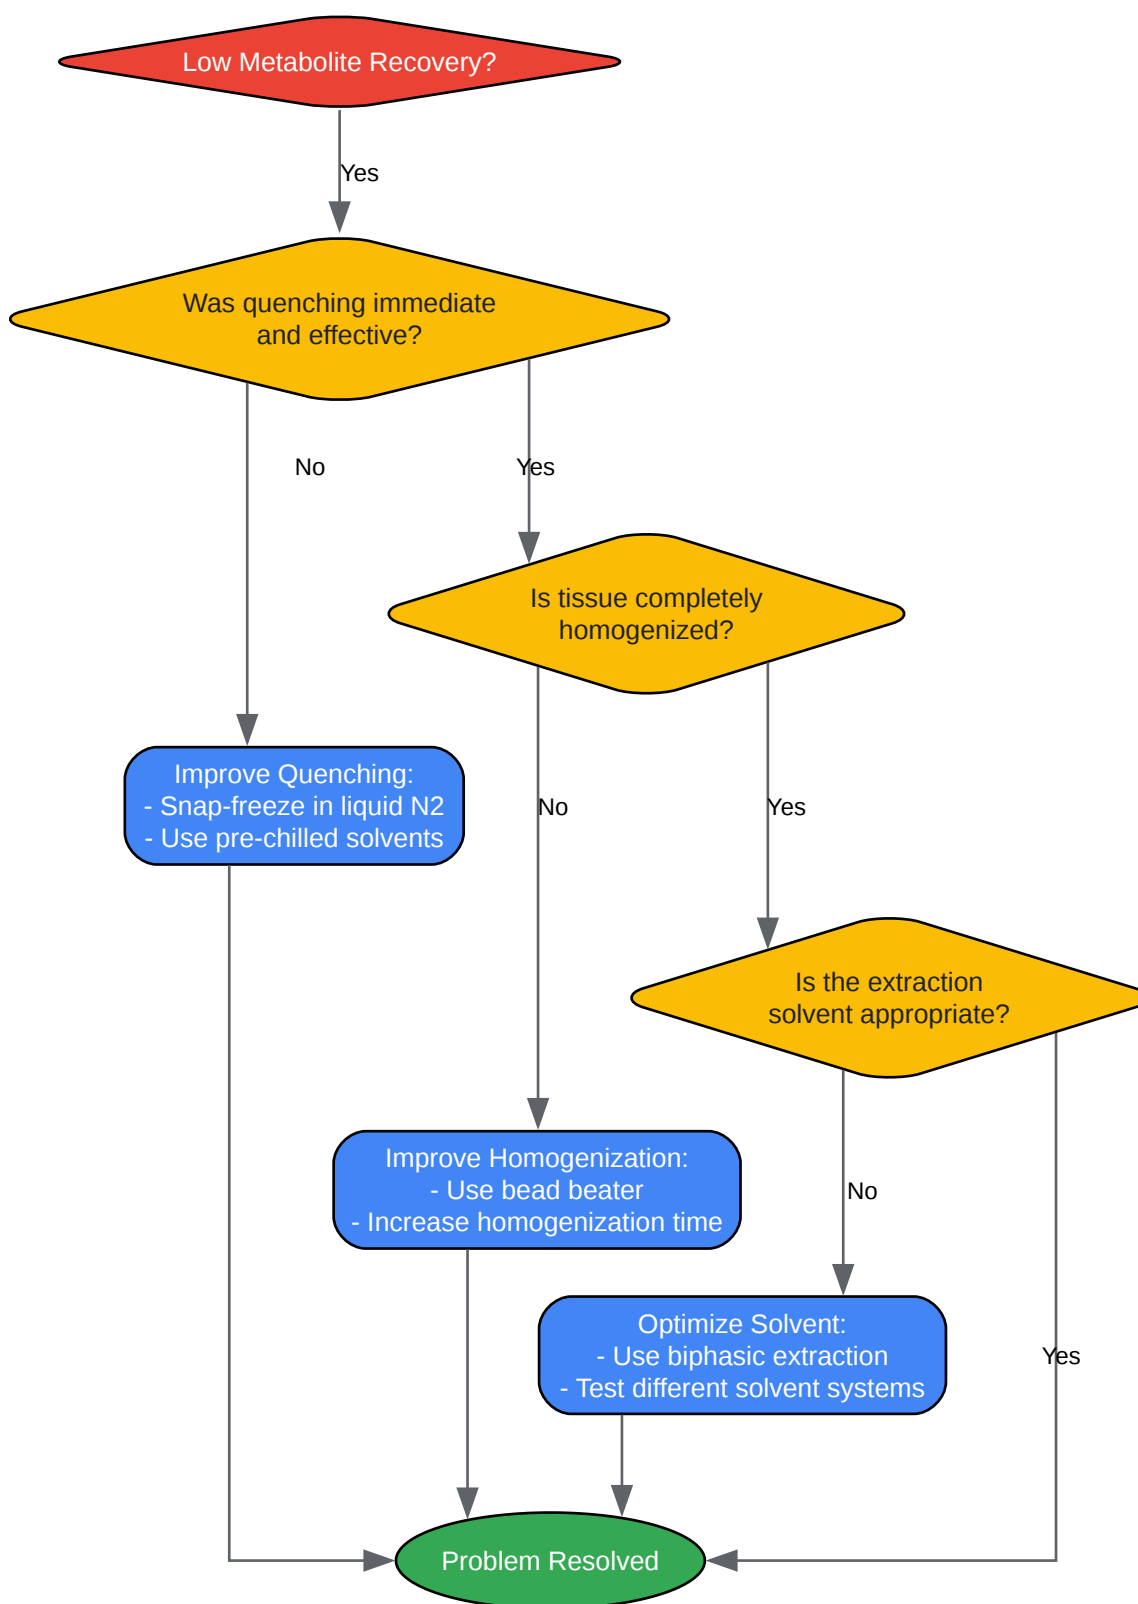 Low Metabolite Recovery?
Yes
Was quenching immediate
and effective?
No
Yes
Is tissue completely
homogenized?
Improve Quenching:
- Snap-freeze in liquid N2
- Use pre-chilled solvents
No
Yes
Is the extraction
solvent appropriate?
Improve Homogenization:
- Use bead beater
- Increase homogenization time
No
Optimize Solvent:
- Use biphasic extraction
- Test different solvent systems
Yes
Problem Resolved